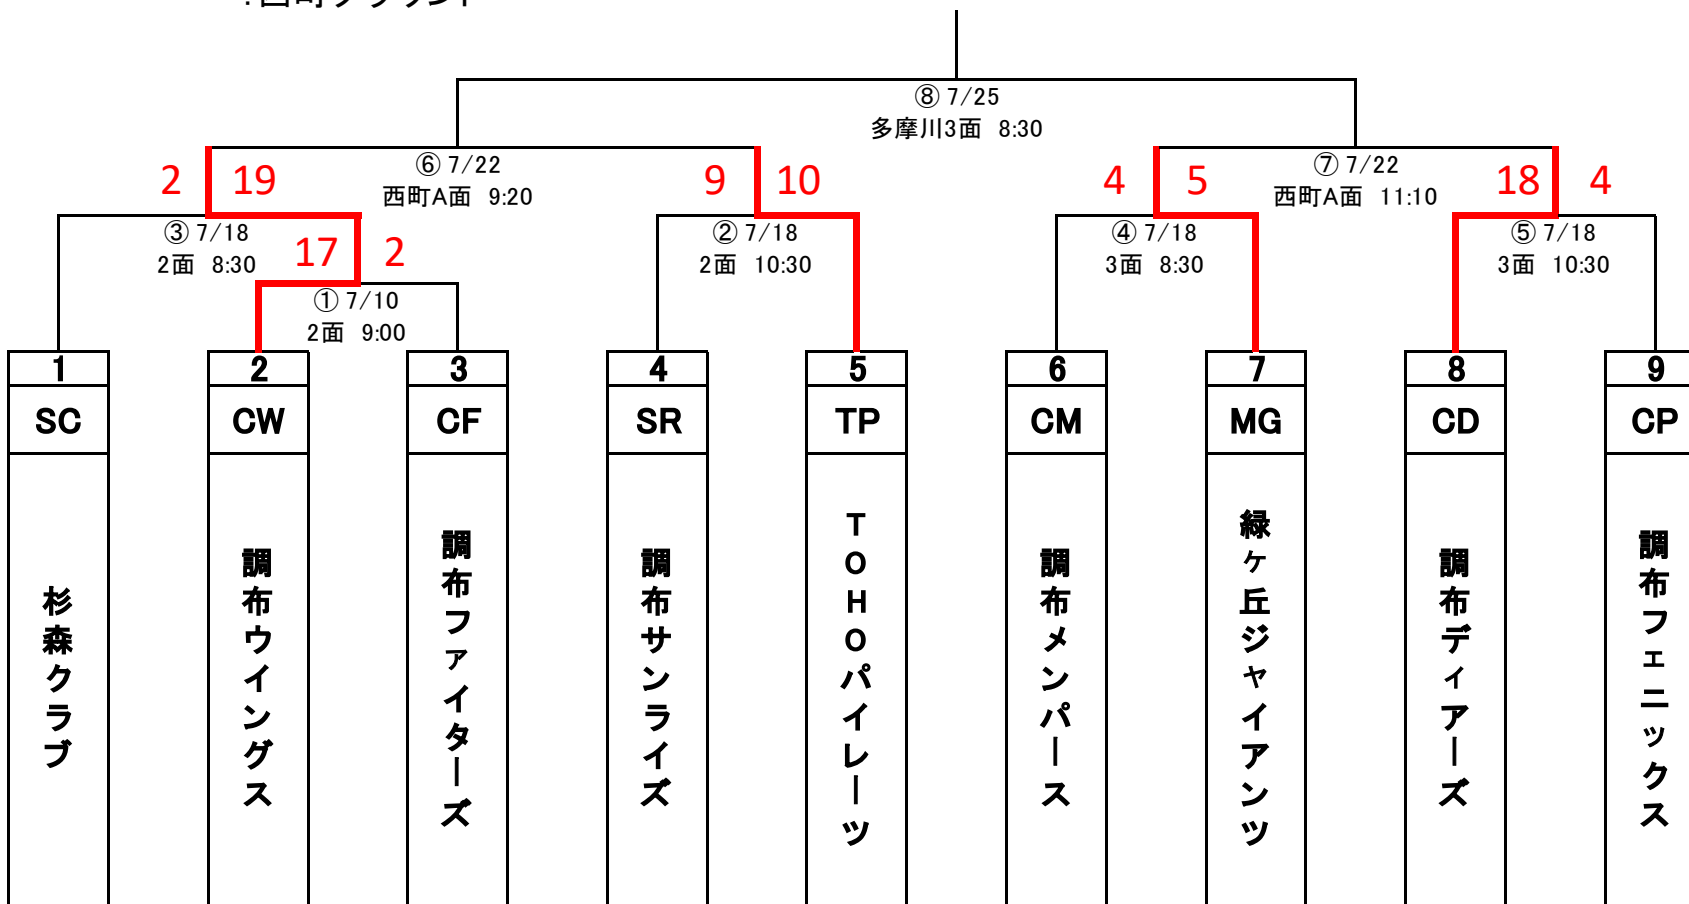 ：西町グラウンド
⑧ 7/25
多摩川3面 8:30
2 19
⑥ 7/22
西町A面 9:20
9 10
4 5
⑦ 7/22
西町A面 11:10
18 4
③ 7/18
2面 8:30
17 2
② 7/18
2面 10:30
④ 7/18
3面 8:30
⑤ 7/18
3面 10:30
① 7/10
2面 9:00
1 2 3 4 5 6 7 8 9
SC CW CF SR TP CM MG CD CP
杉森クラブ
調布ウイングス
調布ファイターズ
調布サンライズ
TOHOパイレーツ
調布メンパース
緑ヶ丘ジャイアンツ
調布ディアーズ
調布フェニックス